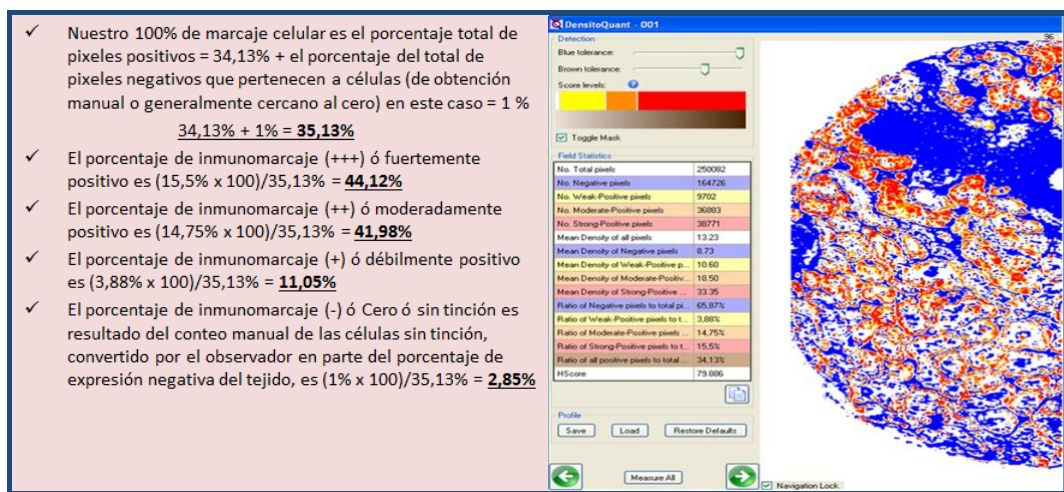 ✓ Nuestro 100% de marcaje celular es el porcentaje total de
pixeles positivos = 34,13% + el porcentaje del total de
pixeles negativos que pertenecen a células (de obtención
manual o generalmente cercano al cero) en este caso = 1 %
34,13% + 1% = 35,13%
✓ El porcentaje de inmunomarcaje (+++) ó fuertemente
positivo es (15,5% x 100)/35,13% = 44,12%
✓ El porcentaje de inmunomarcaje (++) ó moderadamente
positivo es (14,75% x 100)/35,13% = 41,98%
✓ El porcentaje de inmunomarcaje (+) ó débilmente positivo
es (3,88% x 100)/35,13% = 11,05%
✓ El porcentaje de inmunomarcaje (-) ó Cero ó sin tinción es
resultado del conteo manual de las células sin tinción,
convertido por el observador en parte del porcentaje de
expresión negativa del tejido, es (1% x 100)/35,13% = 2,85%
DensitoQuant - 001
Detection
Blue tolerance:
Brown tolerance:
Score levels:
Toggle Mask
Field Statistics
No. Total pixels 250082
No. Negative pixels 164726
No. Weak-Positive pixels 9702
No. Moderate-Positive pixels 36883
No. Strong-Positive pixels 38771
Mean Density of all pixels 13.23
Mean Density of Negative pixels 8.73
Mean Density of Weak-Positive p... 10.60
Mean Density of Moderate-Positiv... 18.50
Mean Density of Strong-Positive ... 33.35
Ratio of Negative pixels to total pi... 65,87%
Ratio of Weak-Positive pixels to t... 3,88%
Ratio of Moderate-Positive pixels ... 14,75%
Ratio of Strong-Positive pixels to t... 15,5%
Ratio of all positive pixels to total ... 34,13%
HScore 79.886
Profile
Save Load Restore Defaults
Measure All
Navigation Lock
96